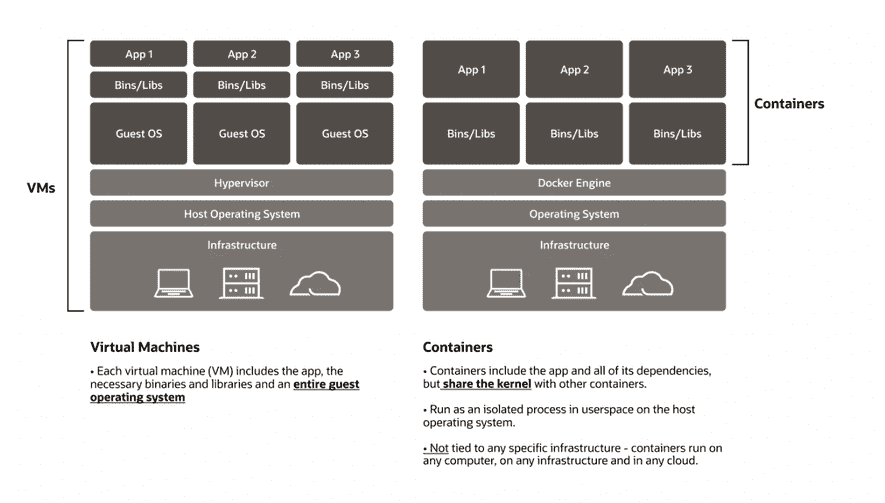 VMs
App 1
App 2
App 3
Bins/Libs
Bins/Libs
Bins/Libs
Guest OS
Guest OS
Guest OS
Hypervisor
Host Operating System
Infrastructure
App 1
App 2
App 3
Bins/Libs
Bins/Libs
Bins/Libs
Docker Engine
Operating System
Infrastructure
Containers
Virtual Machines
• Each virtual machine (VM) includes the app, the
necessary binaries and libraries and an entire guest
operating system
Containers
• Containers include the app and all of its dependencies,
but share the kernel with other containers.
• Run as an isolated process in userspace on the host
operating system.
• Not tied to any specific infrastructure - containers run on
any computer, on any infrastructure and in any cloud.